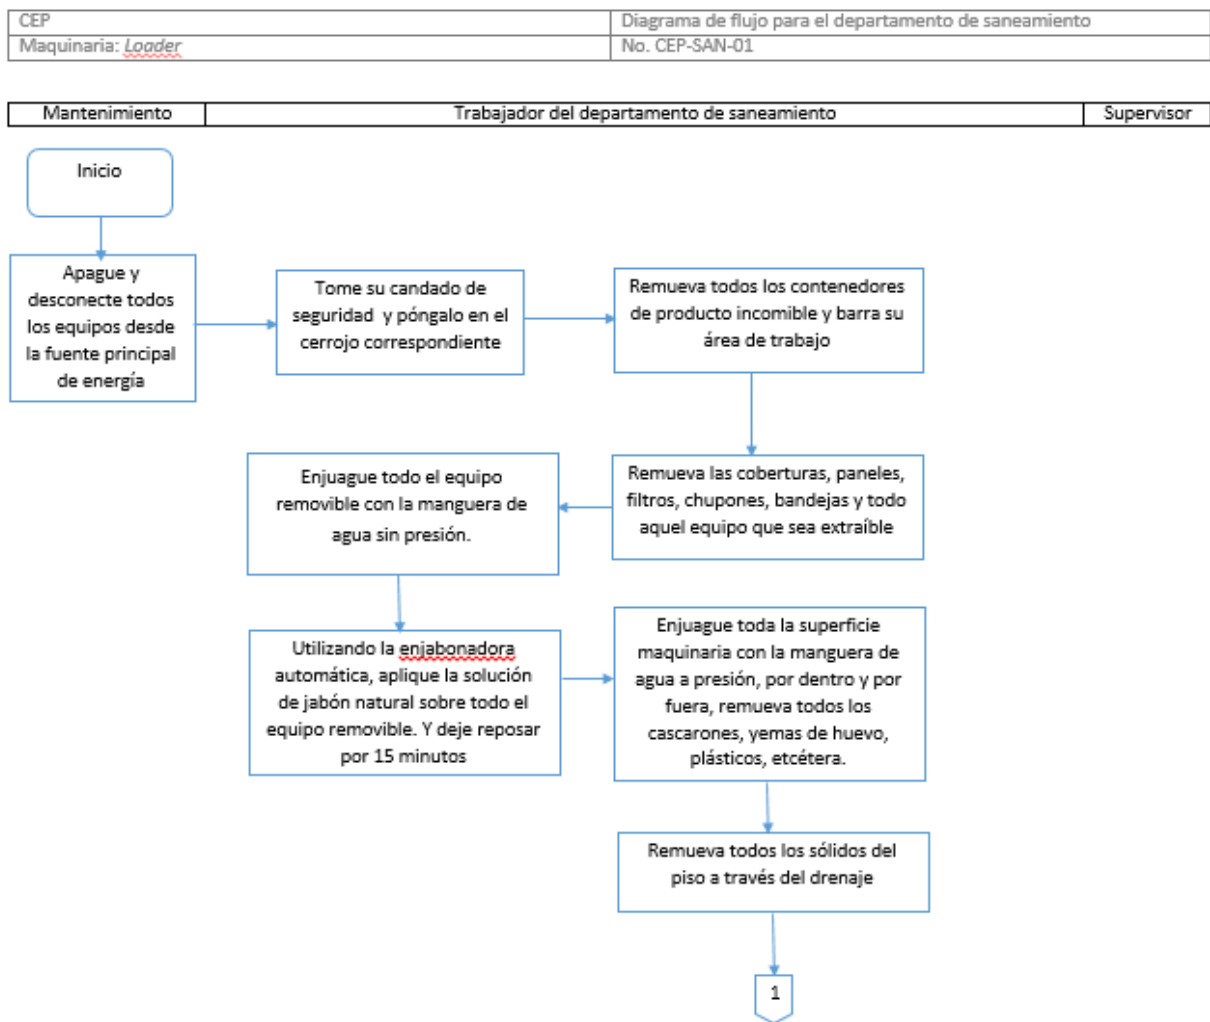 CEP
Diagrama de flujo para el departamento de saneamiento
Maquinaria: Loader
No. CEP-SAN-01
Mantenimiento
Trabajador del departamento de saneamiento
Supervisor
Inicio
Apague y
desconecte todos
los equipos desde
la fuente principal
de energía
Tome su candado de
seguridad y póngalo en el
cerrojo correspondiente
Remueva todos los contenedores
de producto incomible y barra su
área de trabajo
Remueva las coberturas, paneles,
filtros, chupones, bandejas y todo
aquel equipo que sea extraíble
Enjuague todo el equipo
removible con la manguera de
agua sin presión.
Utilizando la enjabonadora
automática, aplique la solución
de jabón natural sobre todo el
equipo removible. Y deje reposar
por 15 minutos
Enjuague toda la superficie
maquinaria con la manguera de
agua a presión, por dentro y por
fuera, remueva todos los
cascarones, yemas de huevo,
plásticos, etcétera.
Remueva todos los sólidos del
piso a través del drenaje
1